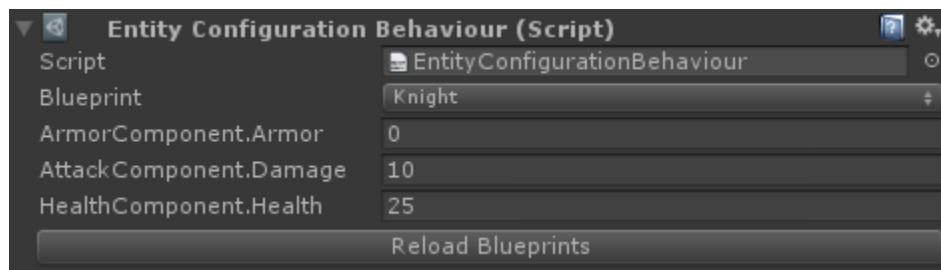 Entity Configuration Behaviour (Script)
Script EntityConfigurationBehaviour
Blueprint Knight
ArmorComponent.Armor 0
AttackComponent.Damage 10
HealthComponent.Health 25
Reload Blueprints